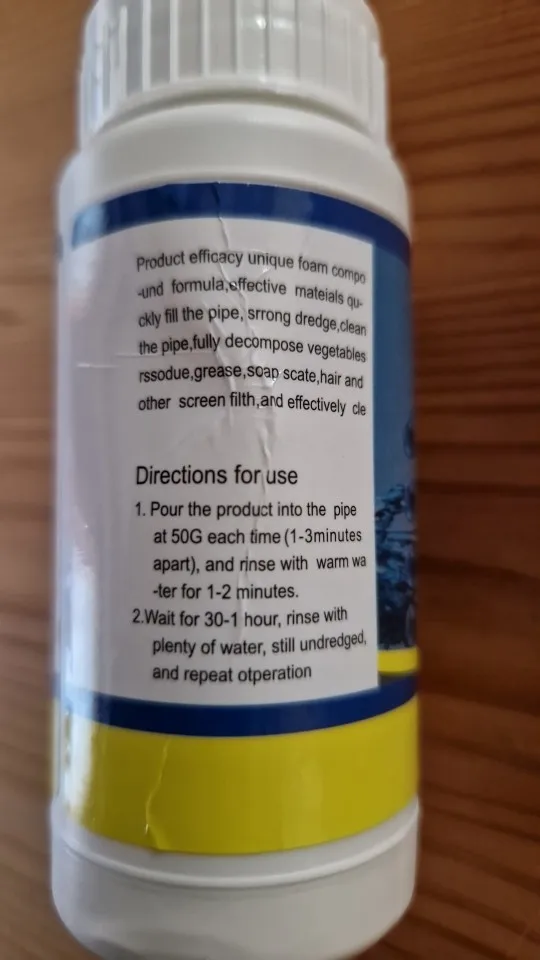 Product efficacy unique foam compo
-und formula,effective mateials qu-
ckly fill the pipe, srrong dredge,clean
the pipe,fully decompose vegetables
rssodue,grease,soap scate,hair and
other screen filth,and effectively cle
Directions for use
1. Pour the product into the pipe
at 50G each time (1-3minutes
apart), and rinse with warm wa
-ter for 1-2 minutes.
2.Wait for 30-1 hour, rinse with
plenty of water, still undredged,
and repeat otperation